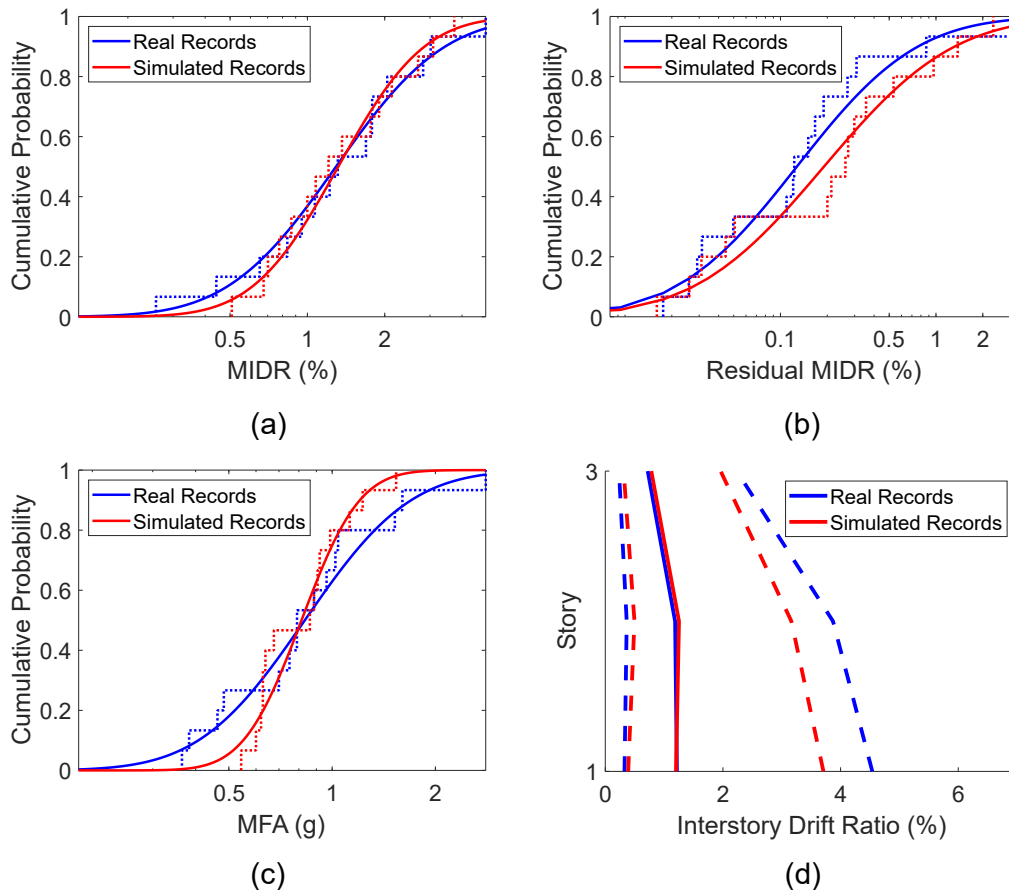 1
0.8
0.6
0.4
0.2
0
Cumulative Probability
Real Records
Simulated Records
0.5 1 2
MIDR (%)
(a)
1
0.8
0.6
0.4
0.2
0
Cumulative Probability
Real Records
Simulated Records
0.1 0.5 1 2
Residual MIDR (%)
(b)
1
0.8
0.6
0.4
0.2
0
Cumulative Probability
Real Records
Simulated Records
0.5 1 2
MFA (g)
(c)
3
1
Story
Real Records
Simulated Records
0 2 4 6
Interstory Drift Ratio (%)
(d)